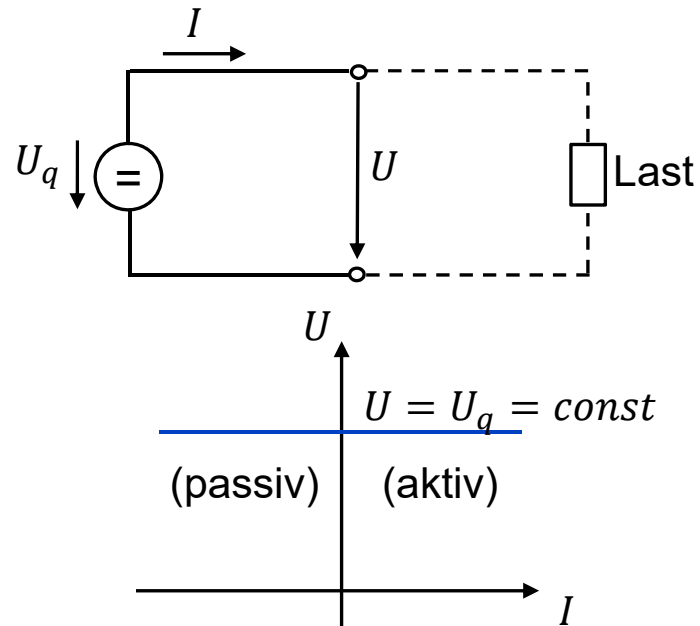 I
U_q
=
U
Last
U
U = U_q = const
(passiv) (aktiv)
I